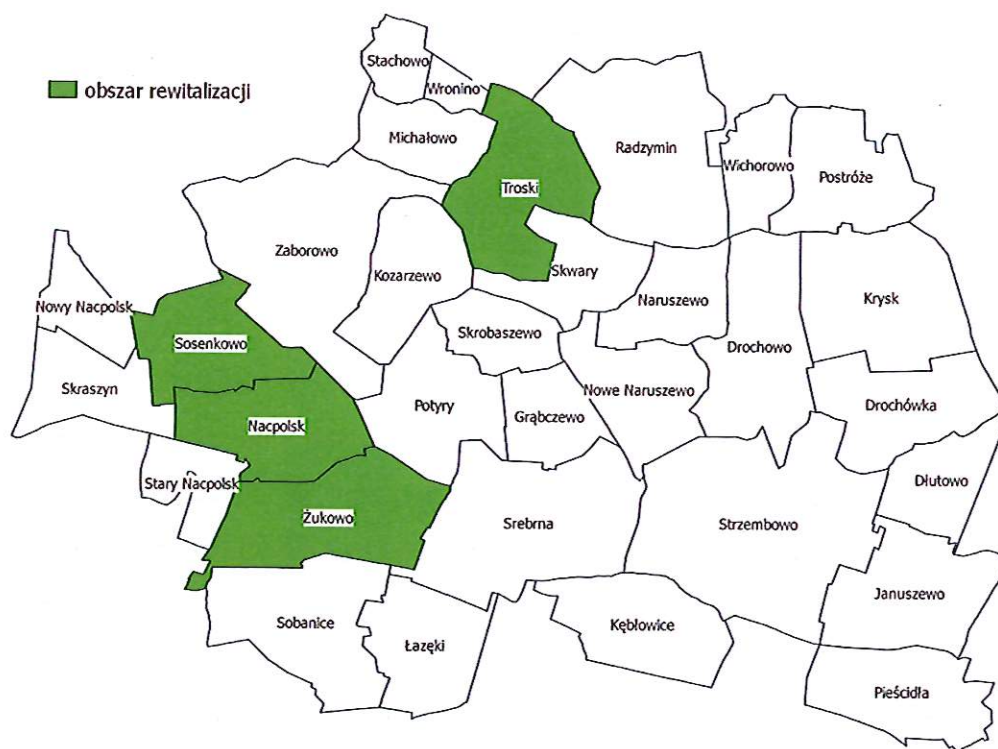 Stachowo
obszar rewitalizacji
Wronino
Michałowo
Radzymin
Wichorowo
Postróże
Troski
Zaborowo
Kozarzewo
Skwary
Nowy Nacpolsk
Naruszewo
Krysk
Sosenkowo
Skrobaszewo
Drochowo
Skraszyn
Nowe Naruszewo
Potyry
Grąbczewo
Drochówka
Nacpolsk
Stary Nacpolsk
Dłutowo
Żukowo
Srebrna
Strzembowo
Januszewo
Sobanice
Łazęki
Kębłowice
Pieścidła